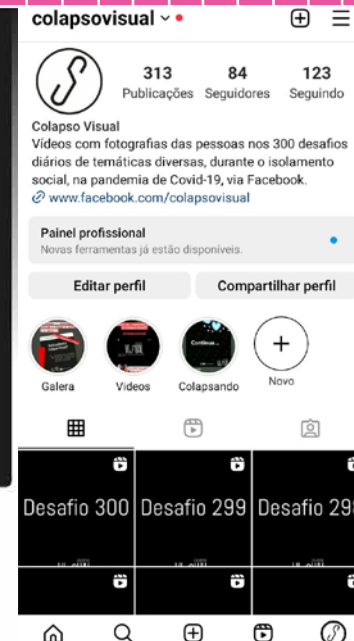 colapsovisual
313 84 123
Publicações Seguidores Seguindo
Colapso Visual
Vídeos com fotografias das pessoas nos 300 desafios
diários de temáticas diversas, durante o isolamento
social, na pandemia de Covid-19, via Facebook.
www.facebook.com/colapsovisual
Painel profissional
Novas ferramentas já estão disponíveis.
Editar perfil Compartilhar perfil
Continua...
Galera Videos Colapsando Novo
Desafio 300 Desafio 299 Desafio 298